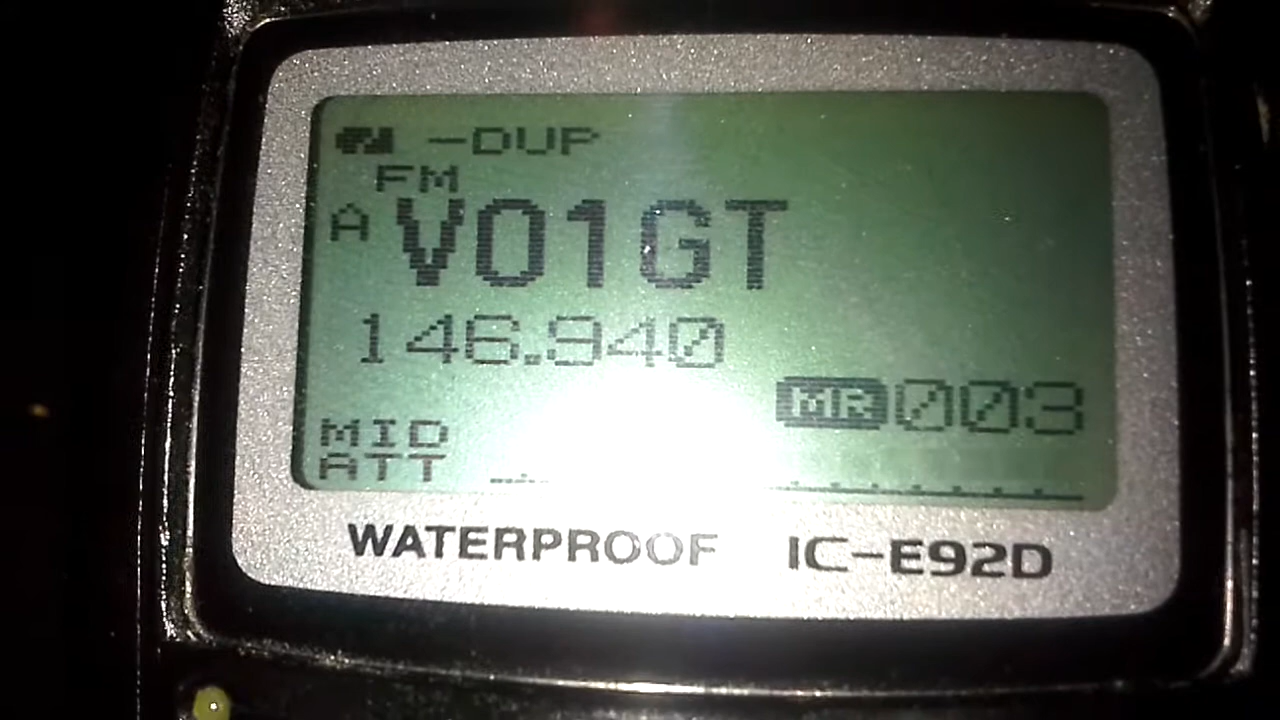 -DUP
FM
A VO1GT
146.940
MR 003
MID
ATT
WATERPROOF IC-E92D